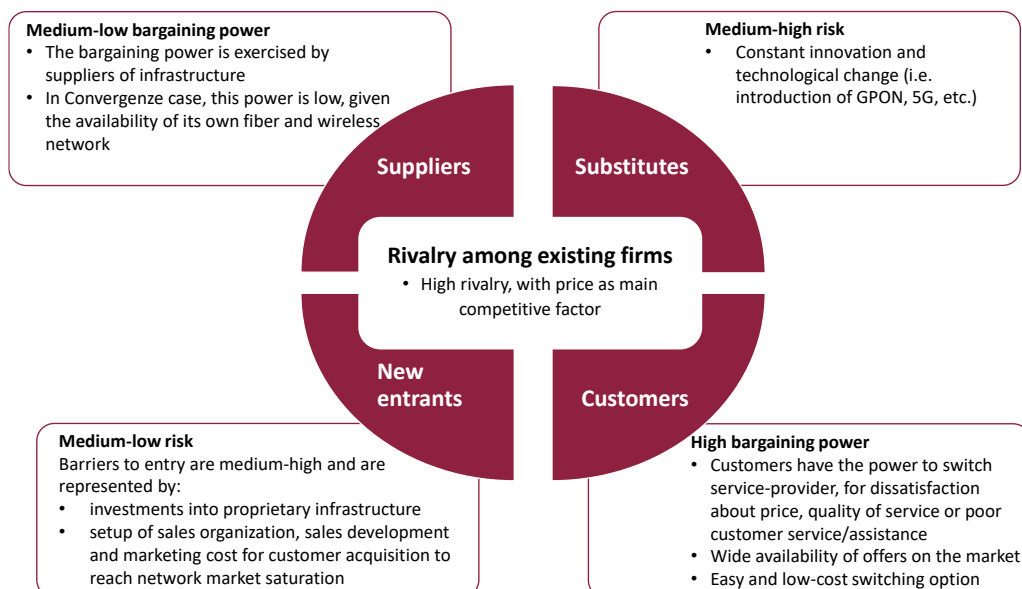 Medium-low bargaining power
• The bargaining power is exercised by
suppliers of infrastructure
• In Convergenze case, this power is low, given
the availability of its own fiber and wireless
network
Medium-high risk
• Constant innovation and
technological change (i.e.
introduction of GPON, 5G, etc.)
Suppliers
Substitutes
Rivalry among existing firms
• High rivalry, with price as main
competitive factor
New
entrants
Customers
Medium-low risk
Barriers to entry are medium-high and are
represented by:
• investments into proprietary infrastructure
• setup of sales organization, sales development
and marketing cost for customer acquisition to
reach network market saturation
High bargaining power
• Customers have the power to switch
service-provider, for dissatisfaction
about price, quality of service or poor
customer service/assistance
• Wide availability of offers on the market
• Easy and low-cost switching option